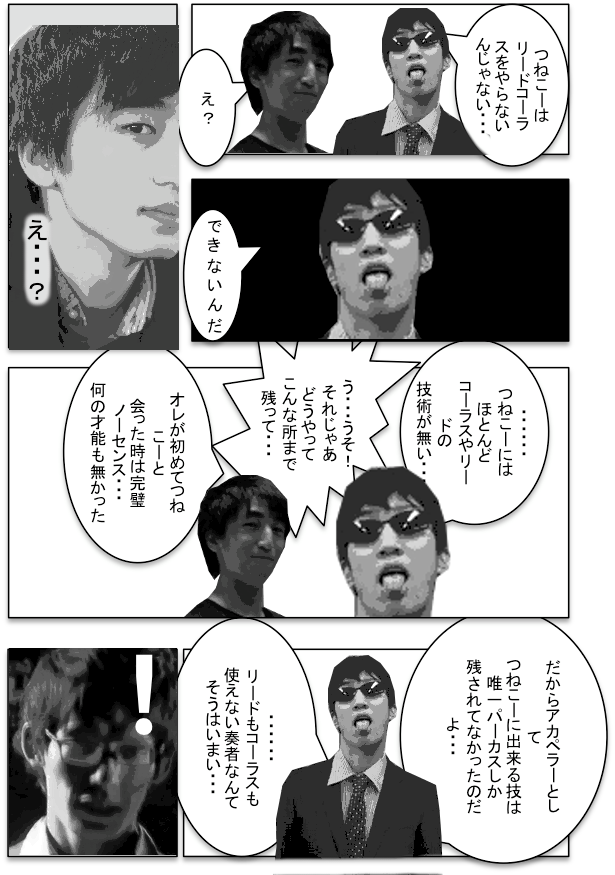 つねこーは
リードコーラ
スをやらない
んじゃない・・・
え?
え・・・?
できないんだ
・・・・・
つねこーには
ほとんど
コーラスやリー
ドの
技術が無い・・・
う・・・うそ!
それじゃあ
どうやって
こんな所まで
残って・・・
オレが初めてつね
こーと
会った時は完璧
ノーセンス・・・
何の才能も無かった
だからアカペラーとし
て
つねこーに出来る技は
唯一パーカスしか
残されてなかったのだ
よ・・・
・・・・・・
リードもコーラスも
使えない奏者なんて
そうはいまい・・・
!